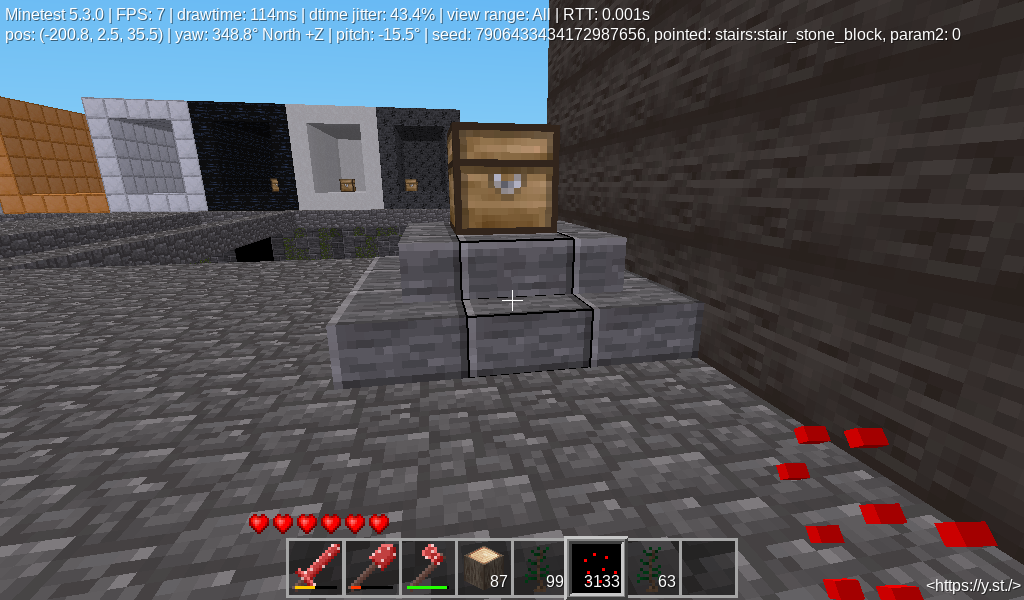 Minetest 5.3.0 | FPS: 7 | drawtime: 114ms | dtime jitter: 43.4% | view range: All | RTT: 0.001s
pos: (-200.8, 2.5, 35.5) | yaw: 348.8° North +Z | pitch: -15.5° | seed: 7906433434172987656, pointed: stairs:stair_stone_block, param2: 0
87 99 3133 63
<https://y.st./>